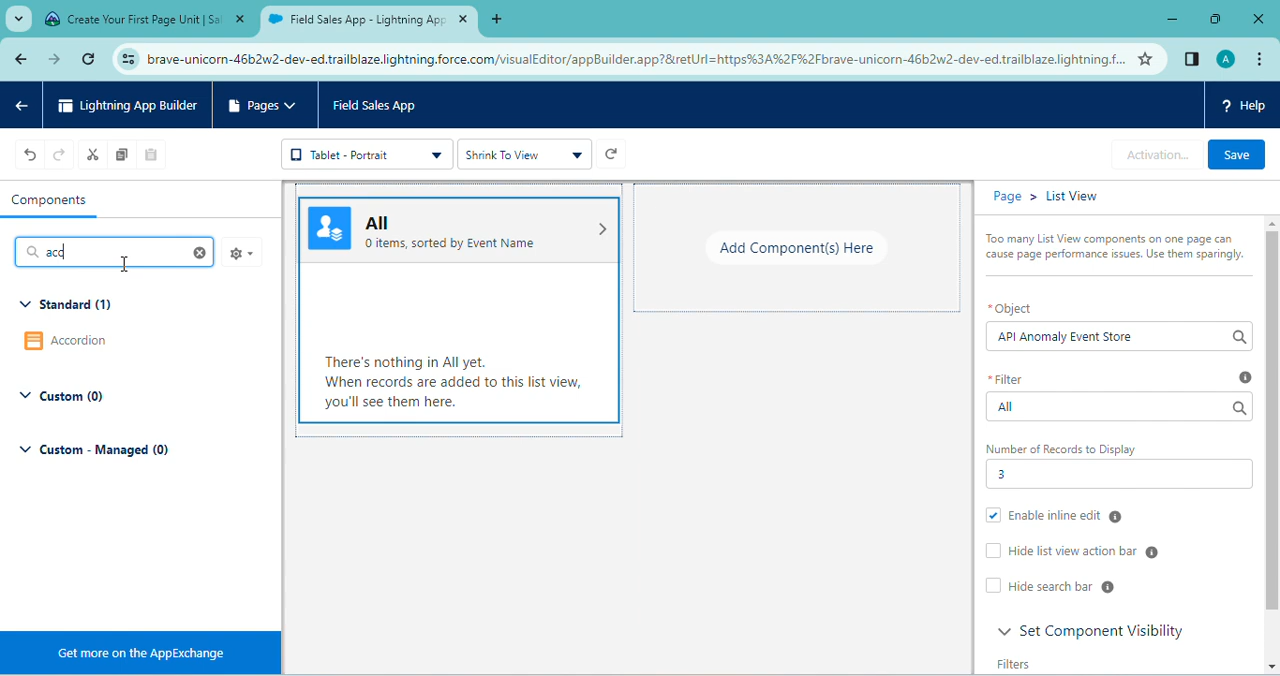 Create Your First Page Unit | Sal
Field Sales App - Lightning App
brave-unicorn-46b2w2-dev-ed.trailblaze.lightning.force.com/visualEditor/appBuilder.app?&retUrl=https%3A%2F%2Fbrave-unicorn-46b2w2-dev-ed.trailblaze.lightning.f...
A
Lightning App Builder
Pages
Field Sales App
? Help
Tablet - Portrait
Shrink To View
Activation...
Save
Components
acc
Standard (1)
Accordion
Custom (0)
Custom - Managed (0)
Get more on the AppExchange
All
0 items, sorted by Event Name
There's nothing in All yet.
When records are added to this list view,
you'll see them here.
Add Component(s) Here
Page > List View
Too many List View components on one page can
cause page performance issues. Use them sparingly.
*Object
API Anomaly Event Store
*Filter
All
Number of Records to Display
3
Enable inline edit
Hide list view action bar
Hide search bar
Set Component Visibility
Filters